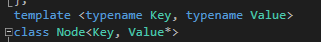 };
template <typename Key, typename Value>
class Node<Key, Value*>